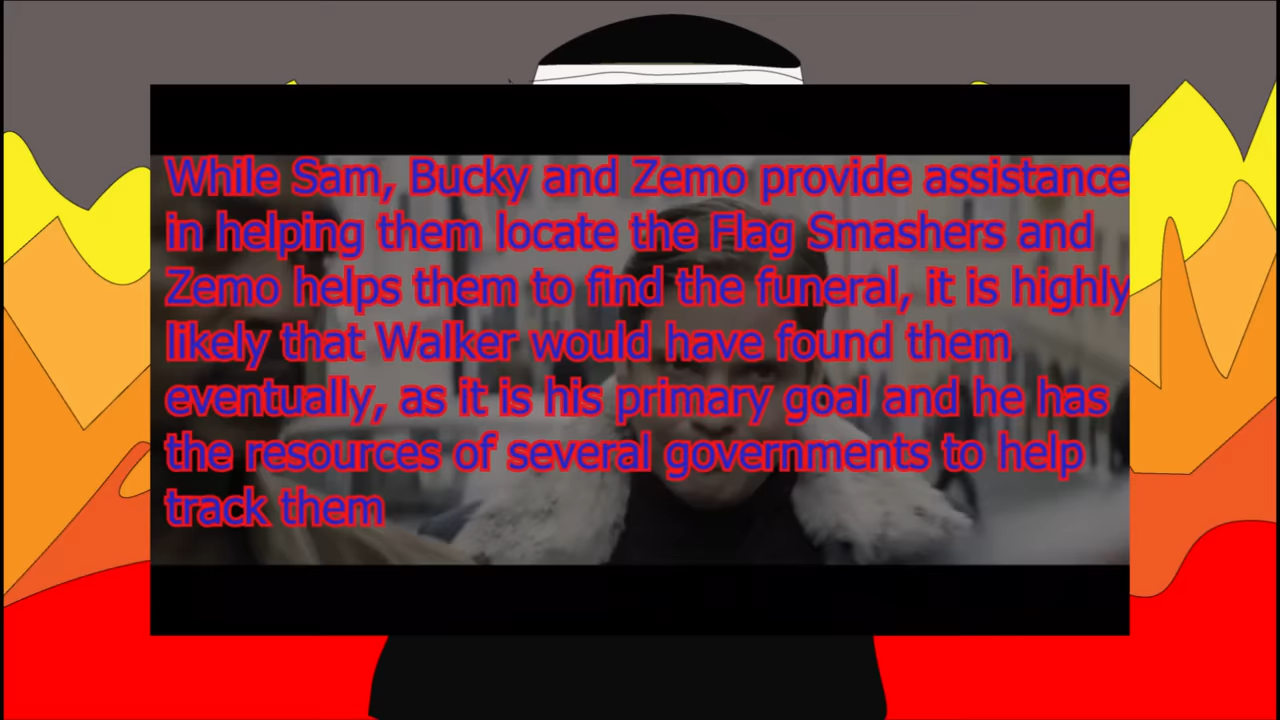 While Sam, Bucky and Zemo provide assistance
in helping them locate the Flag Smashers and
Zemo helps them to find the funeral, it is highly
likely that Walker would have found them
eventually, as it is his primary goal and he has
the resources of several governments to help
track them